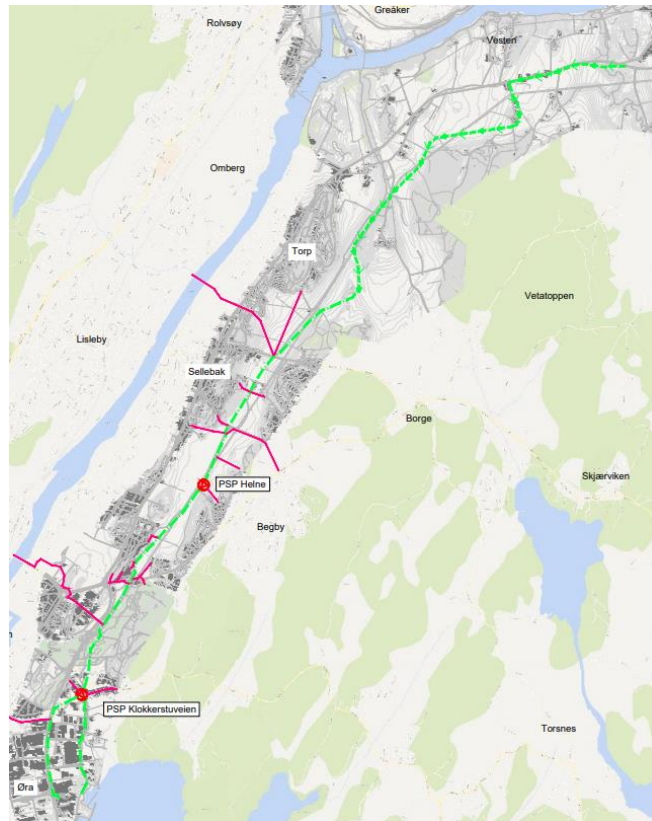 Greåker
Rolvsøy
Vesten
Omberg
Torp
Vetatoppen
Lisleby
Sellebak
Borge
Skjærviken
PSP Helne
Begby
PSP Klokkerstuveien
Torsnes
Øra